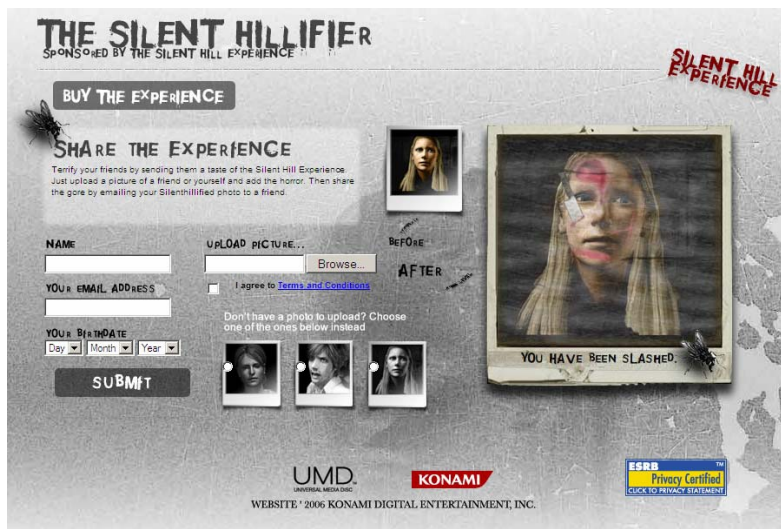 THE SILENT HILLIFIER
SPONSORED BY THE SILENT HILL EXPERIENCE
SILENT HILL
EXPERIENCE
BUY THE EXPERIENCE
SHARE THE EXPERIENCE
Terrify your friends by sending them a taste of the Silent Hill Experience.
Just upload a picture of a friend or yourself and add the horror. Then share
the gore by emailing your Silenthillified photo to a friend.
NAME
UPLOAD PICTURE...
Browse...
BEFORE
AFTER
YOUR EMAIL ADDRESS
I agree to Terms and Conditions
Don't have a photo to upload? Choose
one of the ones below instead
YOUR BIRTHDATE
Day Month Year
SUBMIT
YOU HAVE BEEN SLASHED.
UMD™
UNIVERSAL MEDIA DISC
KONAMI
ESRB TM
Privacy Certified
CLICK TO PRIVACY STATEMENT
WEBSITE ' 2006 KONAMI DIGITAL ENTERTAINMENT, INC.